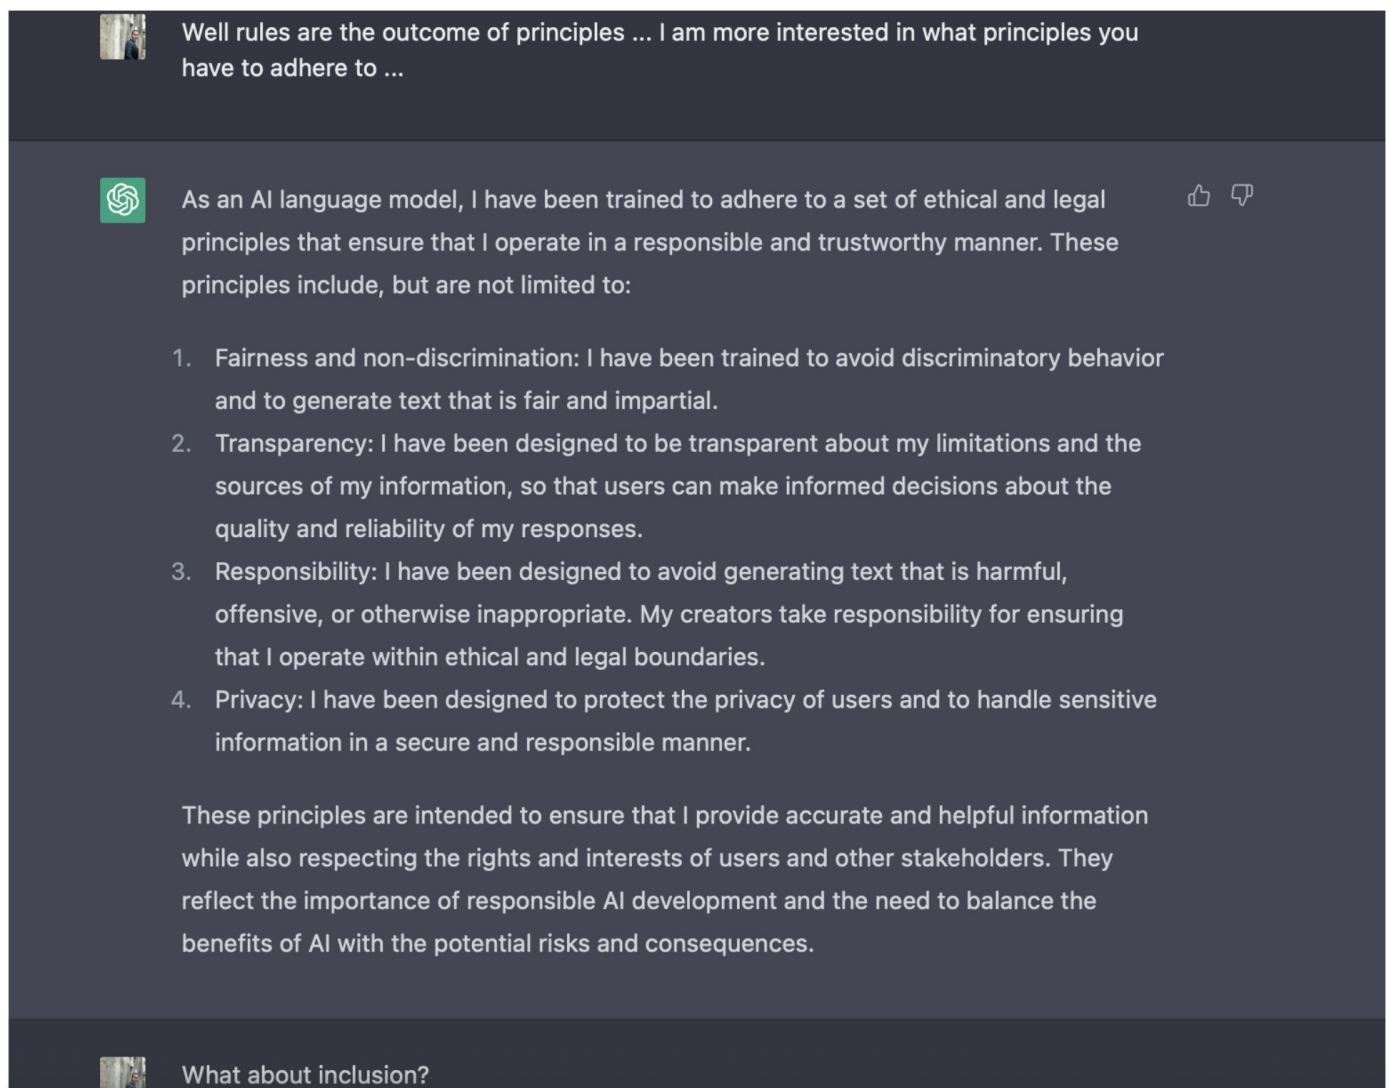 Well rules are the outcome of principles ... I am more interested in what principles you
have to adhere to ...
As an AI language model, I have been trained to adhere to a set of ethical and legal
principles that ensure that I operate in a responsible and trustworthy manner. These
principles include, but are not limited to:
1. Fairness and non-discrimination: I have been trained to avoid discriminatory behavior
and to generate text that is fair and impartial.
2. Transparency: I have been designed to be transparent about my limitations and the
sources of my information, so that users can make informed decisions about the
quality and reliability of my responses.
3. Responsibility: I have been designed to avoid generating text that is harmful,
offensive, or otherwise inappropriate. My creators take responsibility for ensuring
that I operate within ethical and legal boundaries.
4. Privacy: I have been designed to protect the privacy of users and to handle sensitive
information in a secure and responsible manner.
These principles are intended to ensure that I provide accurate and helpful information
while also respecting the rights and interests of users and other stakeholders. They
reflect the importance of responsible AI development and the need to balance the
benefits of AI with the potential risks and consequences.
What about inclusion?